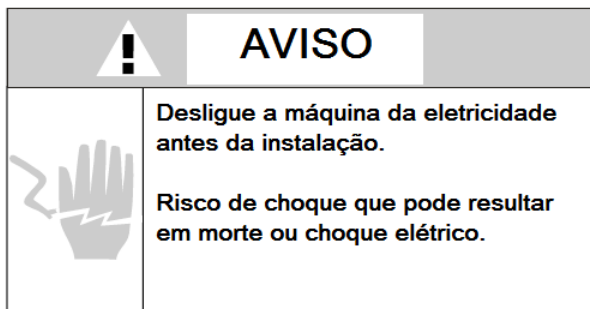 AVISO
Desligue a máquina da eletricidade
antes da instalação.
Risco de choque que pode resultar
em morte ou choque elétrico.